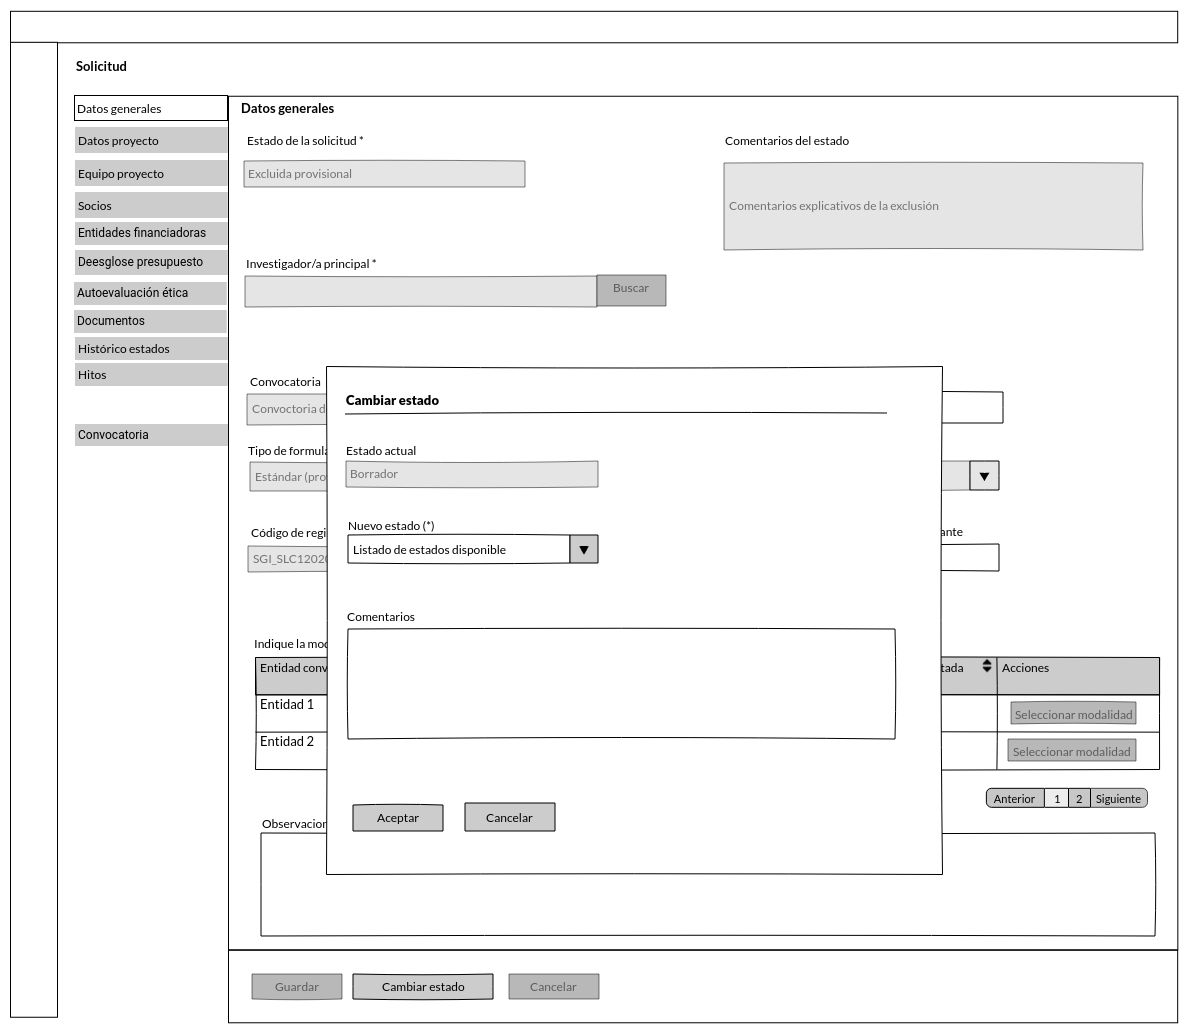 Solicitud
Datos generales
Datos proyecto
Equipo proyecto
Socios
Entidades financiadoras
Deesglose presupuesto
Autoevaluación ética
Documentos
Histórico estados
Hitos
Convocatoria
Datos generales
Estado de la solicitud *
Comentarios del estado
Excluida provisional
Comentarios explicativos de la exclusión
Investigador/a principal *
Buscar
Convocatoria
Convoctoria d
Tipo de formula
Estándar (pro
Código de regi
ante
SGI_SLC12020
Indique la mod
Entidad conv
tada
Acciones
Entidad 1
Seleccionar modalidad
Entidad 2
Seleccionar modalidad
Anterior 1 2 Siguiente
Observacion
Cambiar estado
Estado actual
Borrador
Nuevo estado (*)
Listado de estados disponible
Comentarios
Aceptar
Cancelar
Guardar
Cambiar estado
Cancelar